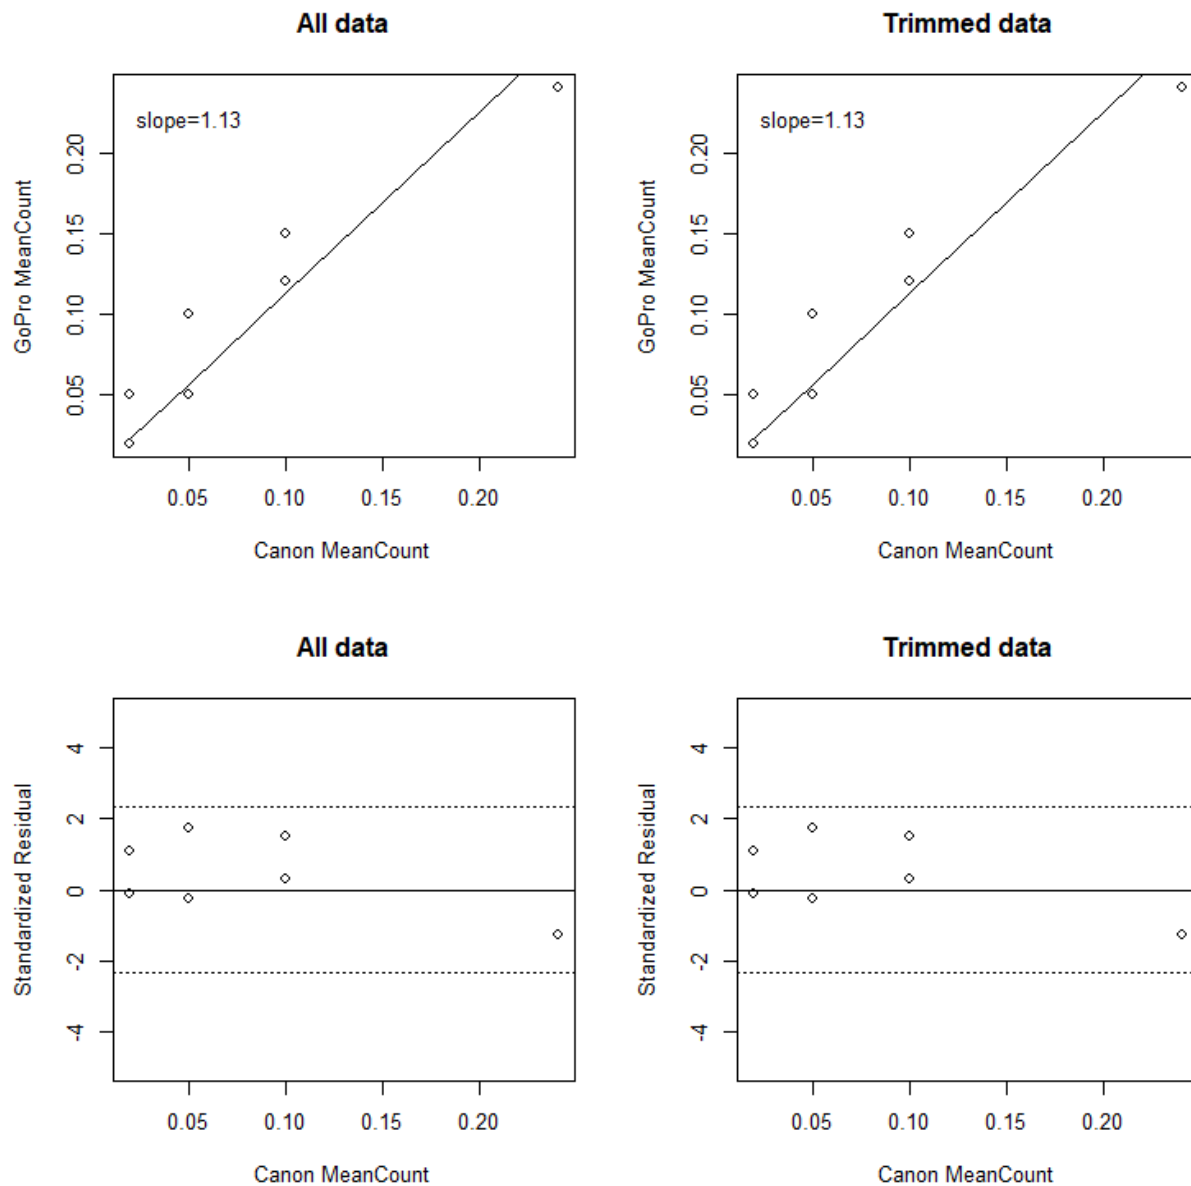 All data
Trimmed data
slope=1.13
slope=1.13
GoPro MeanCount
0.05 0.10 0.15 0.20
GoPro MeanCount
0.05 0.10 0.15 0.20
0.05 0.10 0.15 0.20
0.05 0.10 0.15 0.20
Canon MeanCount
Canon MeanCount
All data
Trimmed data
Standardized Residual
-4 -2 0 2 4
Standardized Residual
-4 -2 0 2 4
0.05 0.10 0.15 0.20
0.05 0.10 0.15 0.20
Canon MeanCount
Canon MeanCount